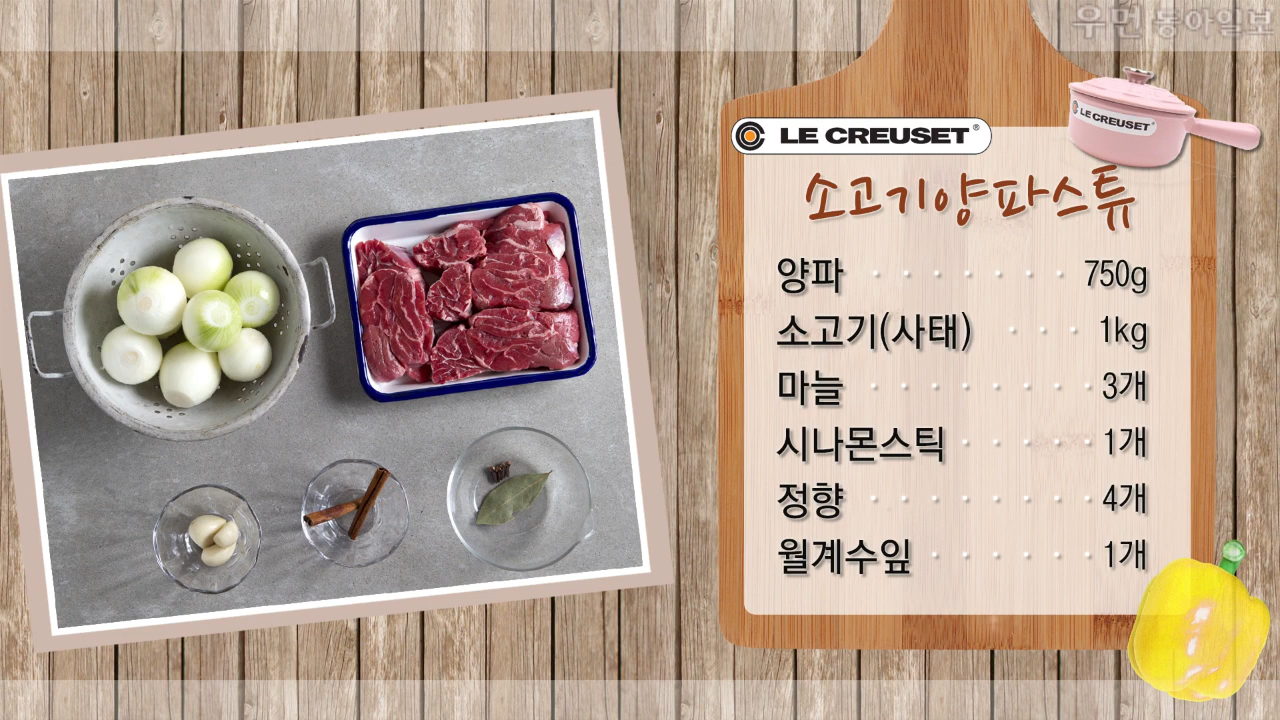 우먼 동아일보
LE CREUSET®
LE CREUSET
소고기양파스튜
양파 · · · · · · · 750g
소고기(사태) · · · 1kg
마늘 · · · · · · · · 3개
시나몬스틱 · · · · · 1개
정향 · · · · · · · · 4개
월계수잎 · · · · · · 1개